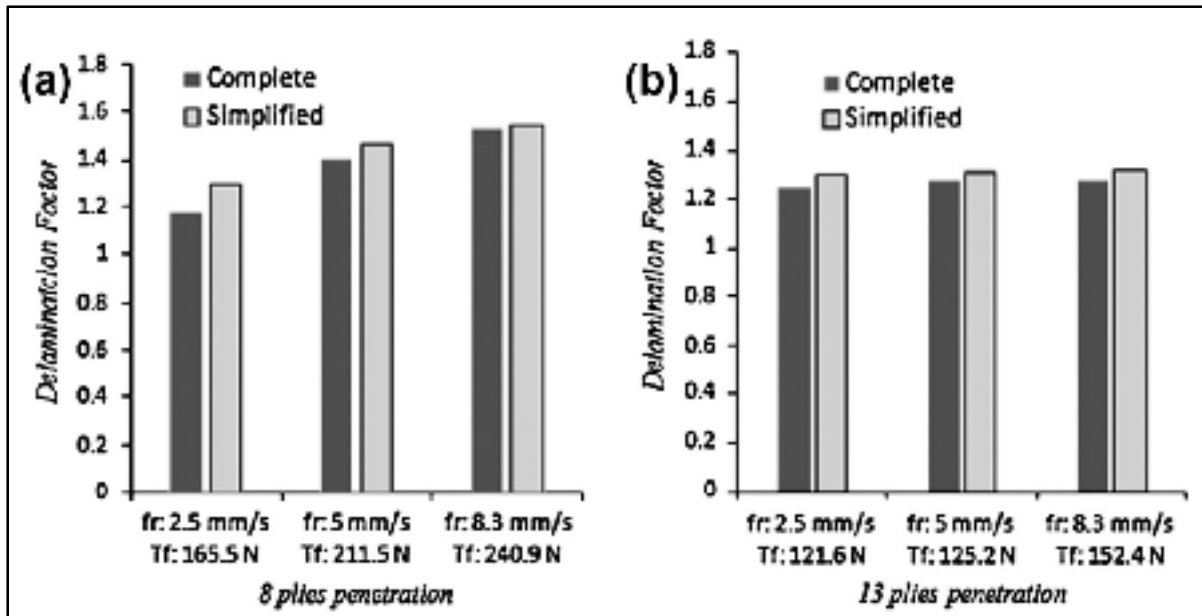 (a)
Complete
Simplified
Delaminatcion Factor
1.8
1.6
1.4
1.2
1
0.8
0.6
0.4
0.2
0
fr: 2.5 mm/s
Tf: 165.5 N
fr: 5 mm/s
Tf: 211.5 N
fr: 8.3 mm/s
Tf: 240.9 N
8 plies penetration
(b)
Complete
Simplified
Delamination Factor
1.8
1.6
1.4
1.2
1
0.8
0.6
0.4
0.2
0
fr: 2.5 mm/s
Tf: 121.6 N
fr: 5 mm/s
Tf: 125.2 N
fr: 8.3 mm/s
Tf: 152.4 N
13 plies penetration